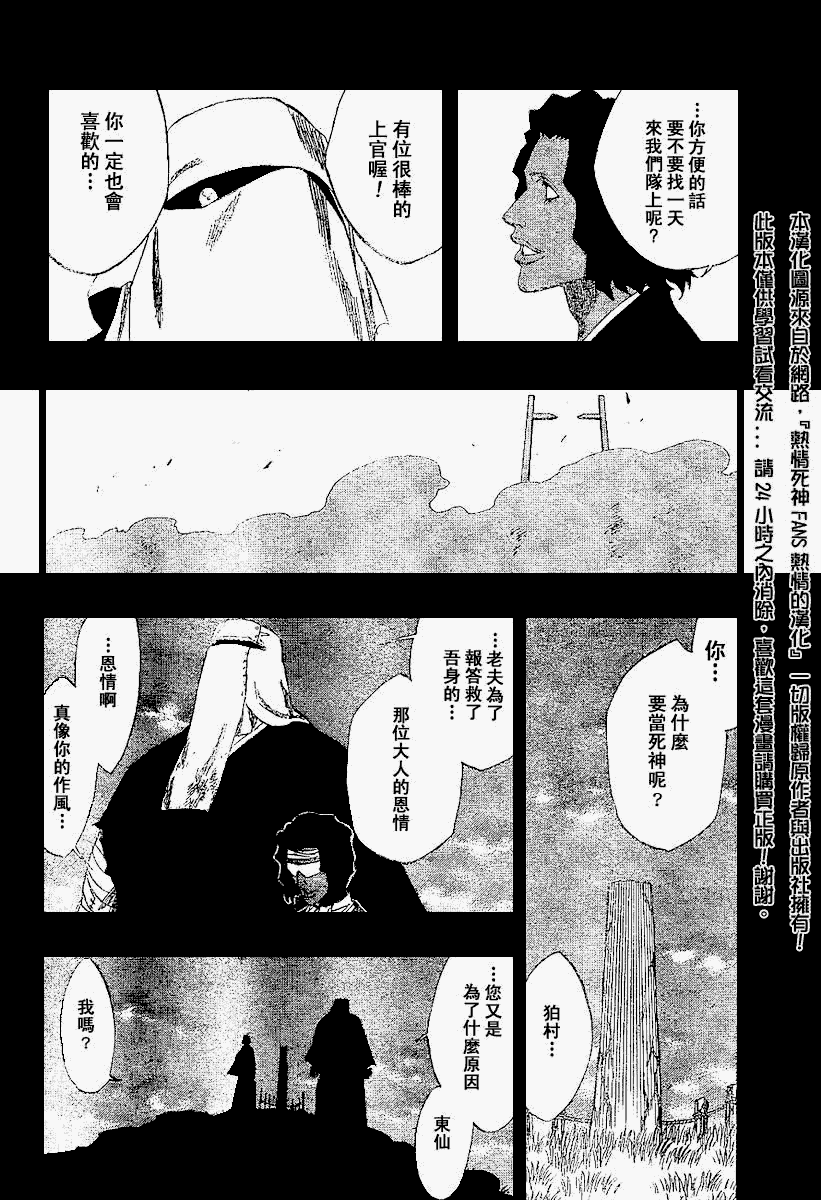 …你方便的話
要不要找一天
來我們隊上呢？
有位很棒的
上官喔！
你一定也會
喜歡的…
你…
為什麼
要當死神呢？
狛村…
…老夫為了
報答救了
吾身的…
那位大人的恩情
…恩情啊
真像你的作風…
…您又是
為了什麼原因
東仙
我嗎？
本漢化圖源來自於網路，『熱情死神 FANS 熱情的漢化』一切版權歸原作者與出版社擁有！
此版本僅供學習試看交流… 請 24 小時之內消除，喜歡這套漫畫請購買正版！謝謝。